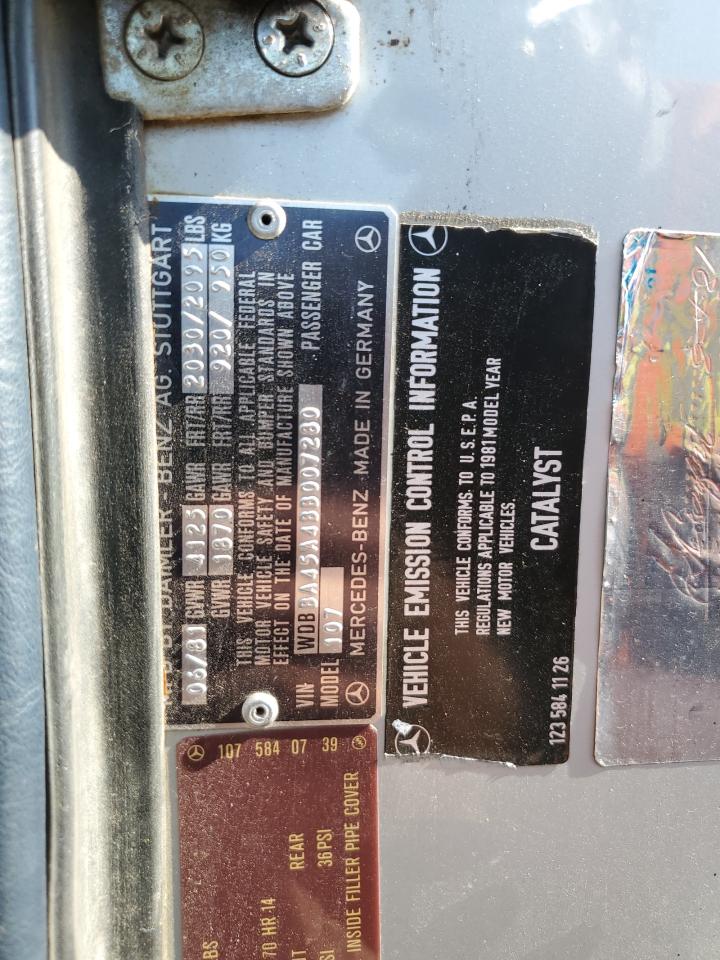 DAIMLER - BENZ AG. STUTTGART
06/81 GVWR 4125 GAWR FRT/RR 2030/2095 LBS
GVWR 1870 GAWR FRT/RR 920/ 950 KG
THIS VEHICLE CONFORMS TO ALL APPLICABLE FEDERAL
MOTOR VEHICLE SAFETY AND BUMPER STANDARDS IN
EFFECT ON THE DATE OF MANUFACTURE SHOWN ABOVE
VIN WDBBA45A4BB007280 PASSENGER CAR
MODEL 107
MERCEDES-BENZ MADE IN GERMANY
VEHICLE EMISSION CONTROL INFORMATION
THIS VEHICLE CONFORMS TO U.S.E.P.A.
REGULATIONS APPLICABLE TO 1981 MODEL YEAR
NEW MOTOR VEHICLES.
CATALYST
123 584 11 26
107 584 07 39
LBS
70 HR 14
REAR
36 PSI
INSIDE FILLER PIPE COVER